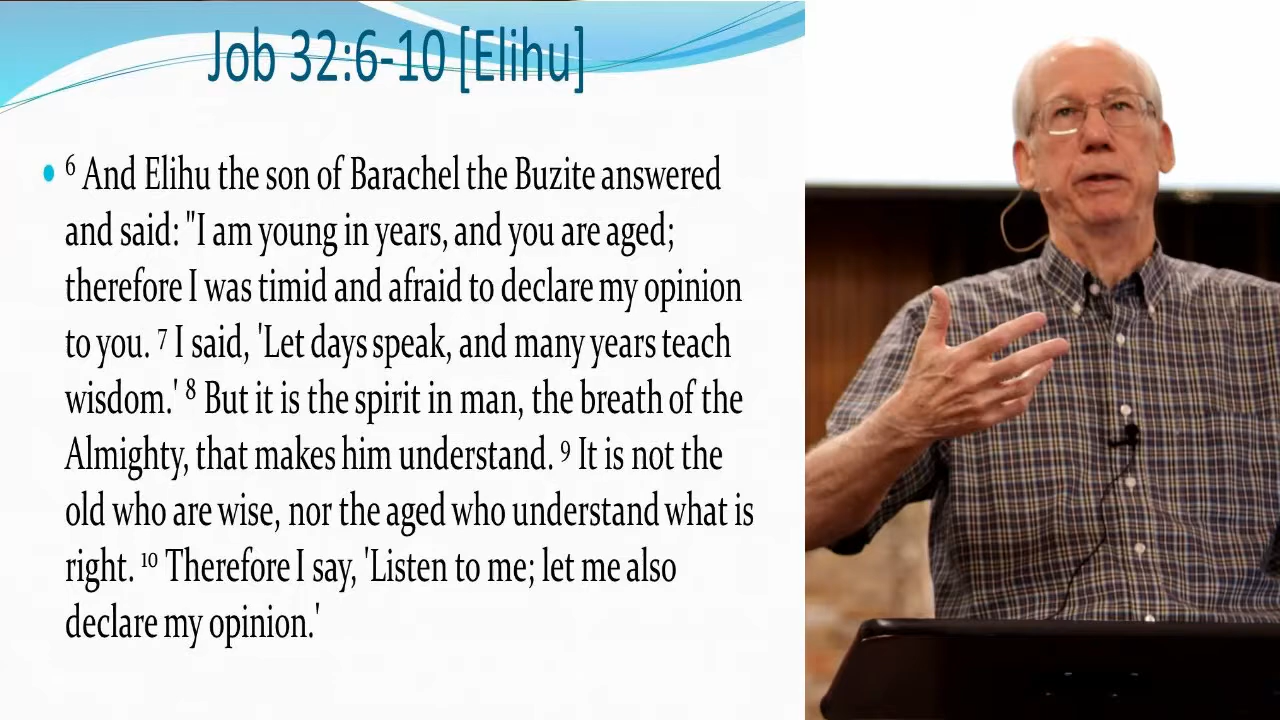 Job 32:6-10 [Elihu]
• ⁶ And Elihu the son of Barachel the Buzite answered
and said: "I am young in years, and you are aged;
therefore I was timid and afraid to declare my opinion
to you. ⁷ I said, 'Let days speak, and many years teach
wisdom.' ⁸ But it is the spirit in man, the breath of the
Almighty, that makes him understand. ⁹ It is not the
old who are wise, nor the aged who understand what is
right. ¹⁰ Therefore I say, 'Listen to me; let me also
declare my opinion.'